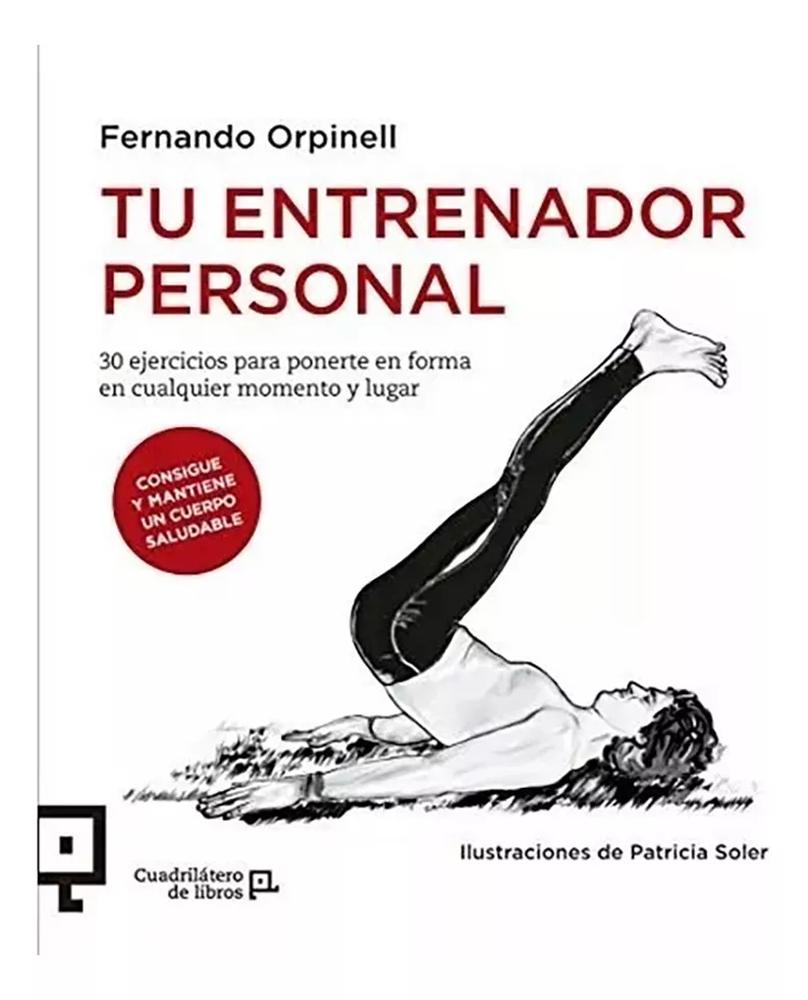 Fernando Orpinell
TU ENTRENADOR
PERSONAL
30 ejercicios para ponerte en forma
en cualquier momento y lugar
CONSIGUE
Y MANTIENE
UN CUERPO
SALUDABLE
Ilustraciones de Patricia Soler
Cuadrilátero
de libros